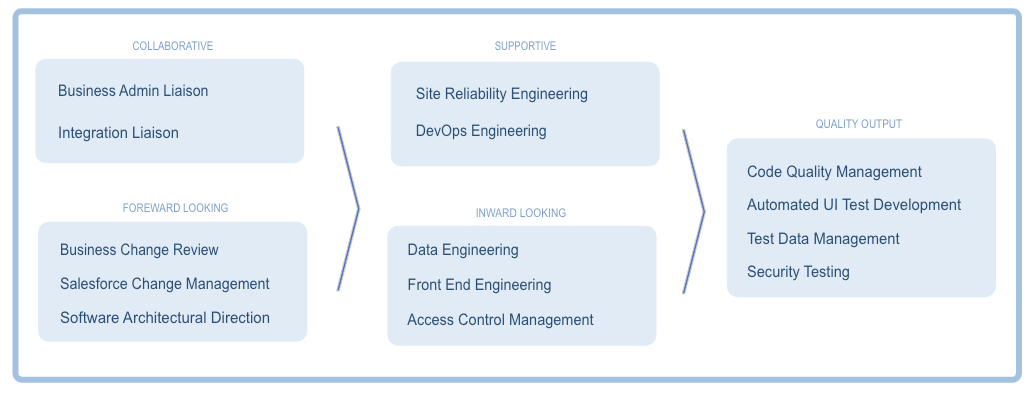 COLLABORATIVE
Business Admin Liaison
Integration Liaison
FOREWARD LOOKING
Business Change Review
Salesforce Change Management
Software Architectural Direction
SUPPORTIVE
Site Reliability Engineering
DevOps Engineering
INWARD LOOKING
Data Engineering
Front End Engineering
Access Control Management
QUALITY OUTPUT
Code Quality Management
Automated UI Test Development
Test Data Management
Security Testing